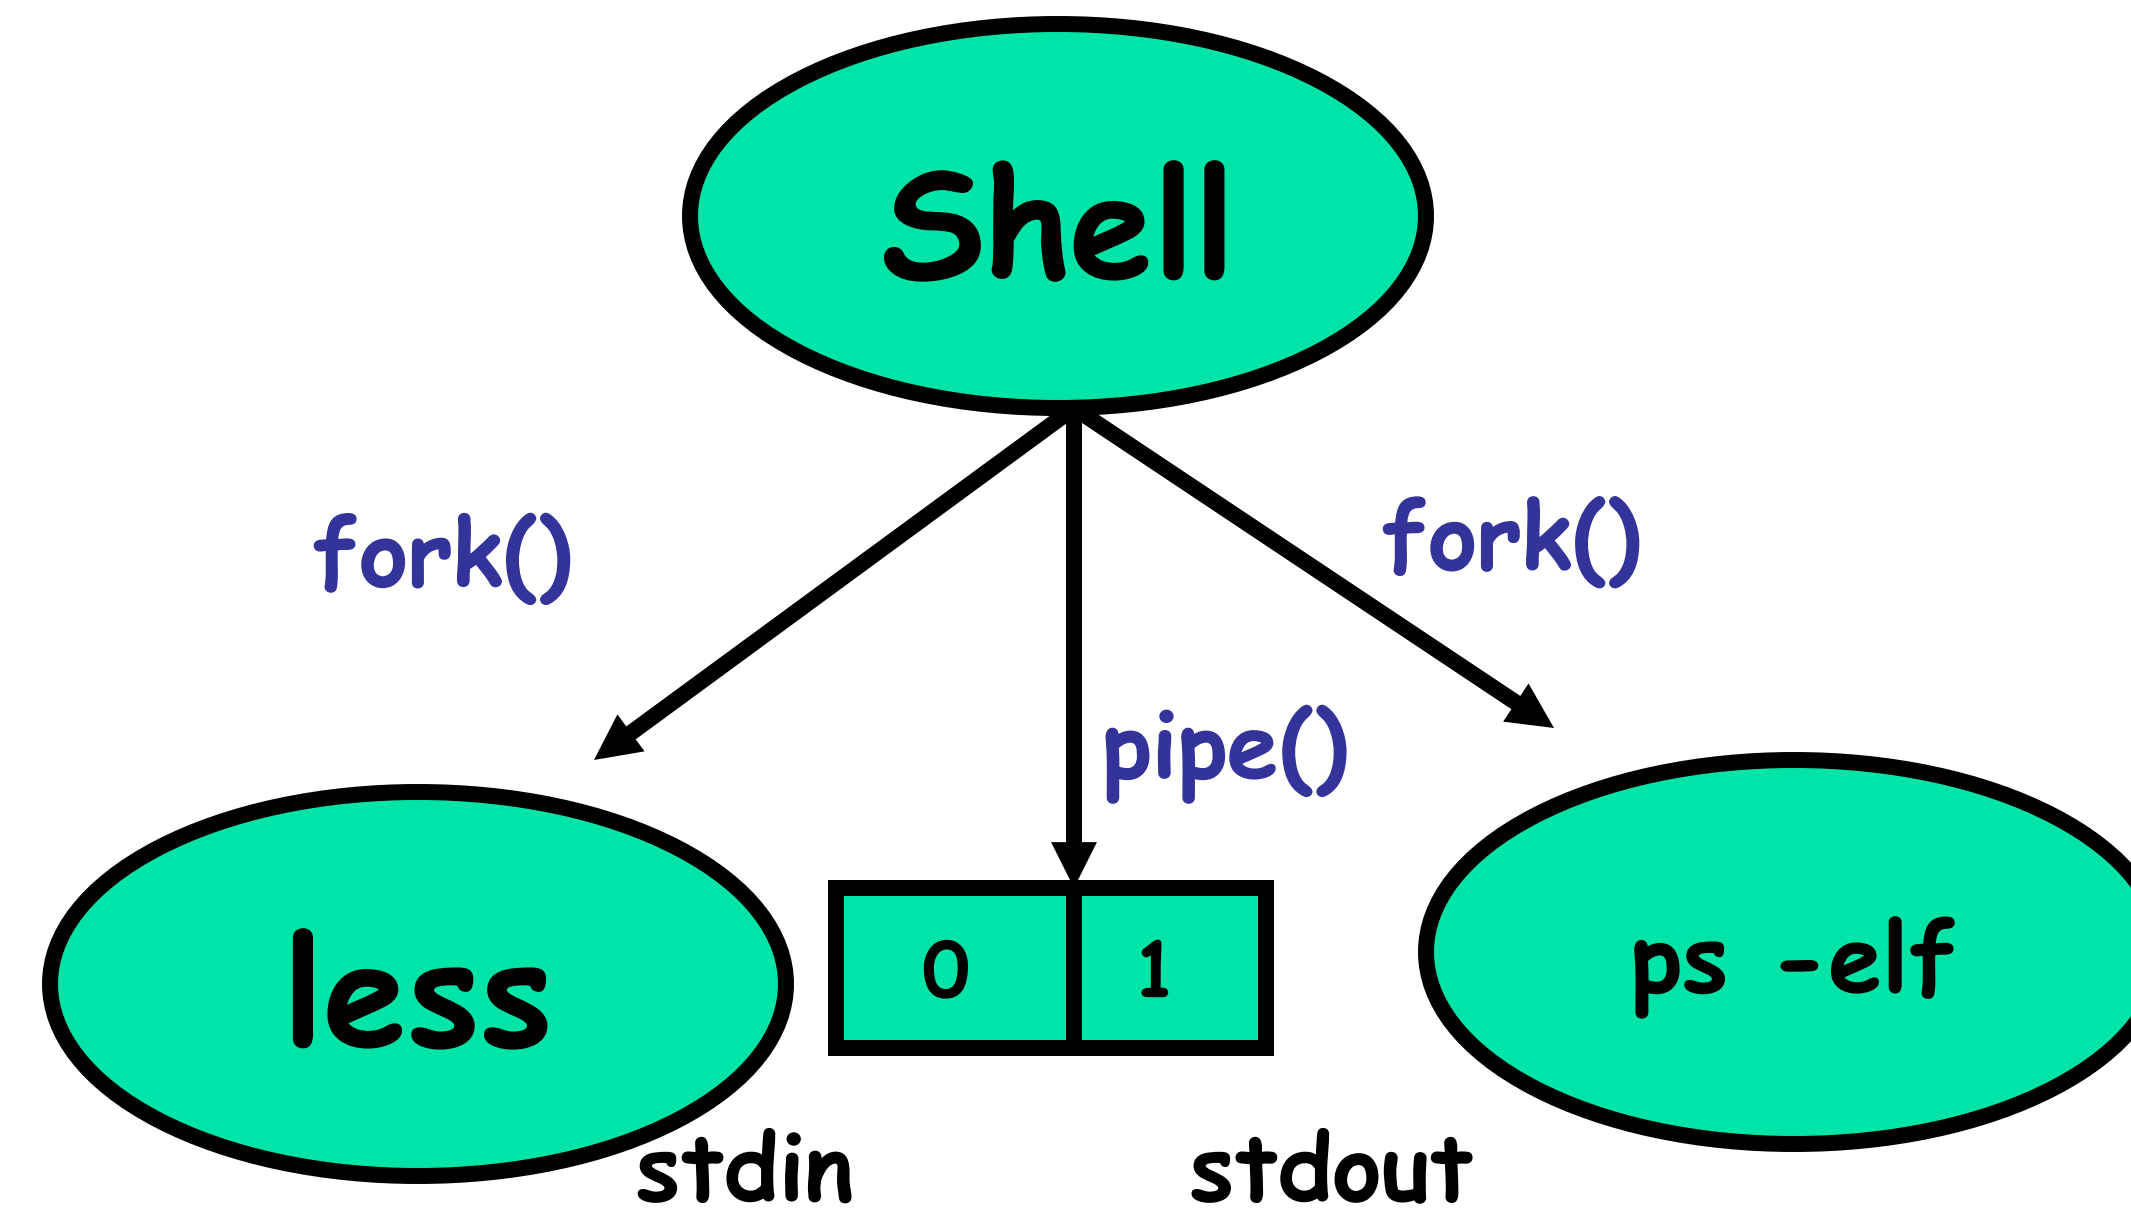 Shell
fork()
fork()
pipe()
less
0
1
ps -elf
stdin
stdout